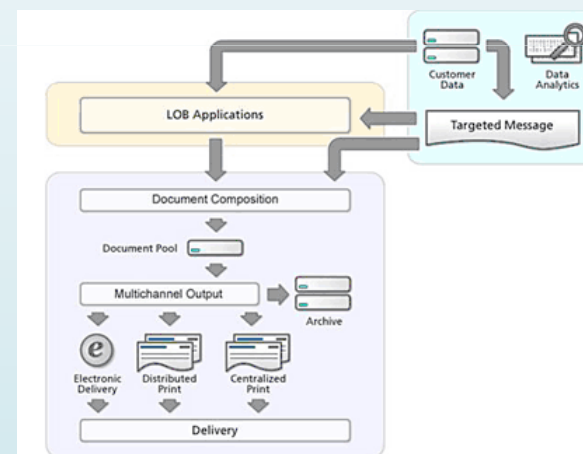 Customer
Data
Data
Analytics
LOB Applications
Targeted Message
Document Composition
Document Pool
Multichannel Output
Archive
e
Electronic
Delivery
Distributed
Print
Centralized
Print
Delivery